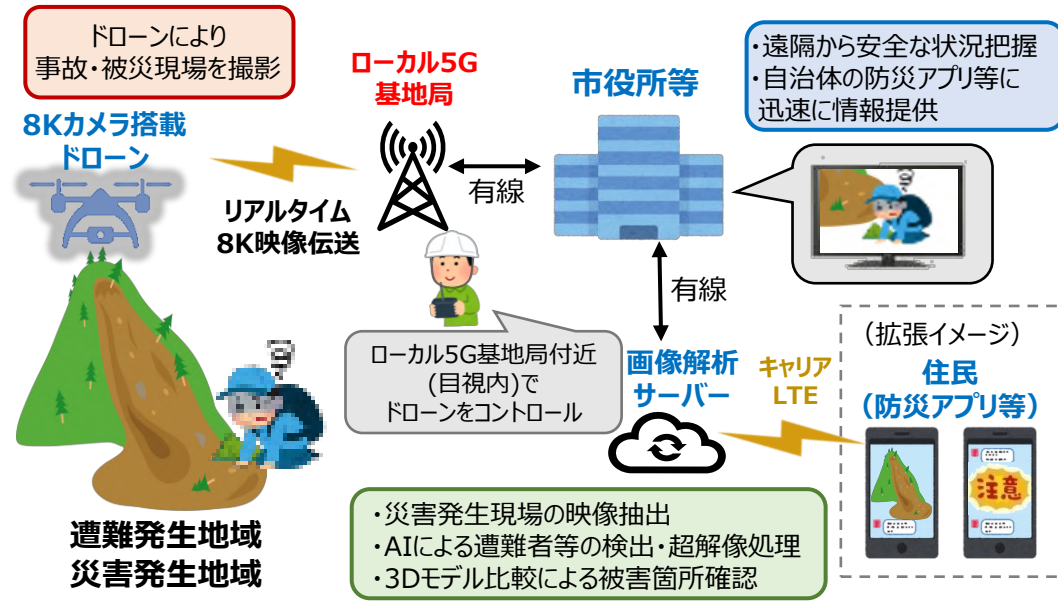 ドローンにより
事故・被災現場を撮影
8Kカメラ搭載
ドローン
リアルタイム
8K映像伝送
ローカル5G
基地局
有線
市役所等
・遠隔から安全な状況把握
・自治体の防災アプリ等に
迅速に情報提供
有線
ローカル5G基地局付近
(目視内)で
ドローンをコントロール
画像解析
サーバー
キャリア
LTE
（拡張イメージ）
住民
（防災アプリ等）
注意
遭難発生地域
災害発生地域
・災害発生現場の映像抽出
・AIによる遭難者等の検出・超解像処理
・3Dモデル比較による被害箇所確認